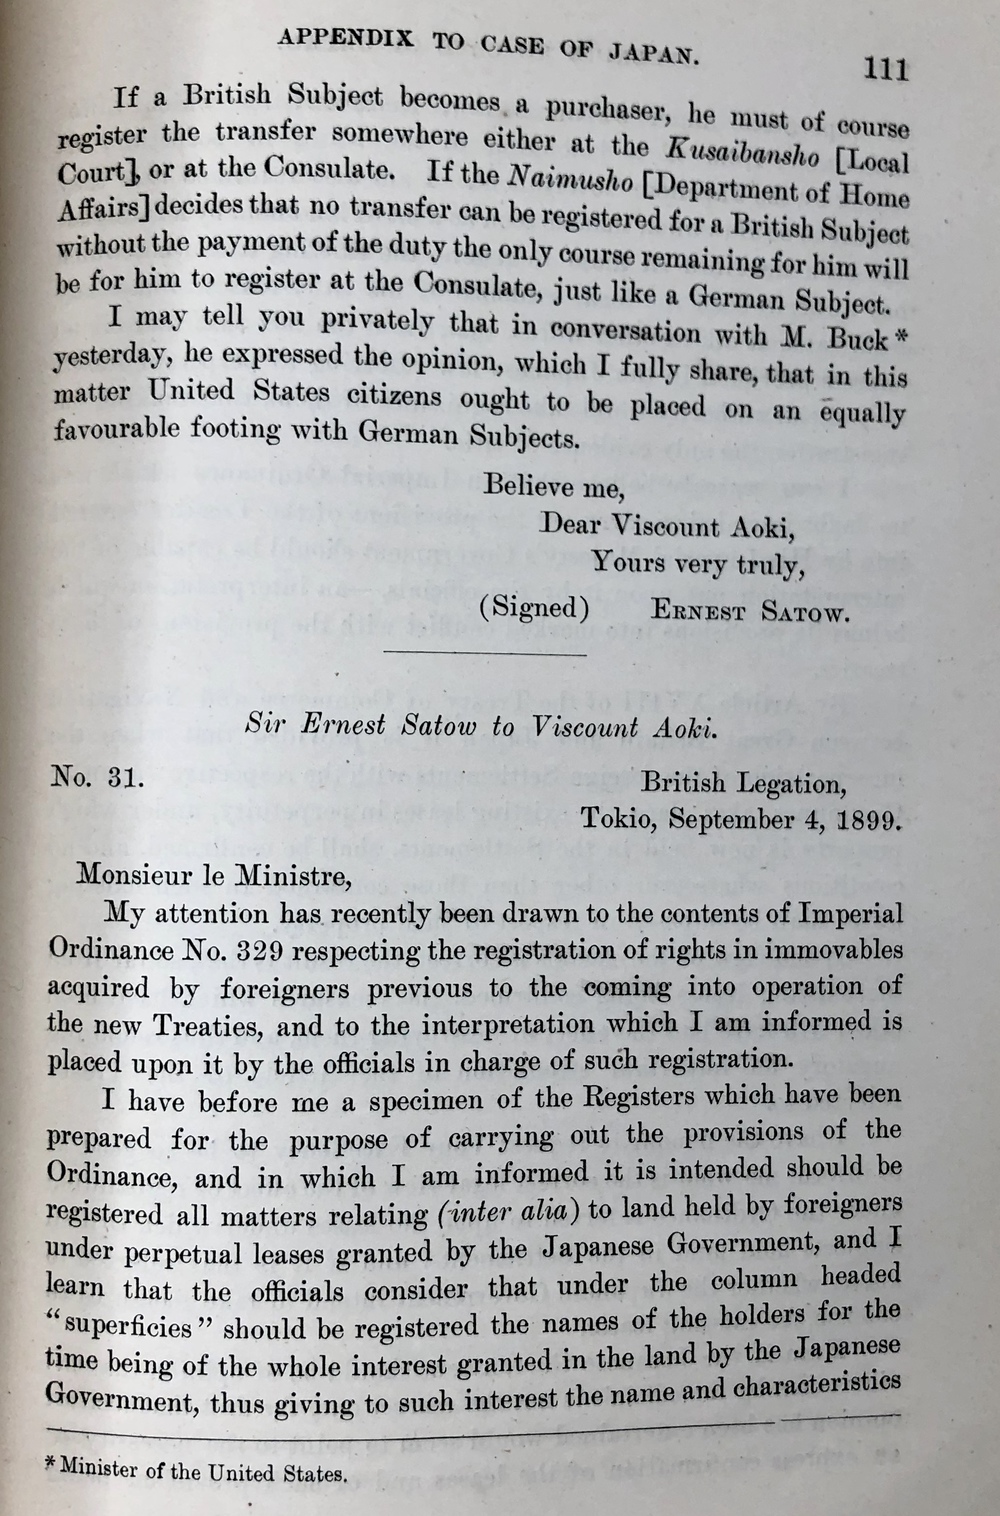 APPENDIX TO CASE OF JAPAN.
111
If a British Subject becomes a purchaser, he must of course
register the transfer somewhere either at the Kusaibansho [Local
Court], or at the Consulate. If the Naimusho [Department of Home
Affairs] decides that no transfer can be registered for a British Subject
without the payment of the duty the only course remaining for him will
be for him to register at the Consulate, just like a German Subject.
I may tell you privately that in conversation with M. Buck *
yesterday, he expressed the opinion, which I fully share, that in this
matter United States citizens ought to be placed on an equally
favourable footing with German Subjects.
Believe me,
Dear Viscount Aoki,
Yours very truly,
(Signed) ERNEST SATOW.
Sir Ernest Satow to Viscount Aoki.
No. 31.
British Legation,
Tokio, September 4, 1899.
Monsieur le Ministre,
My attention has recently been drawn to the contents of Imperial
Ordinance No. 329 respecting the registration of rights in immovables
acquired by foreigners previous to the coming into operation of
the new Treaties, and to the interpretation which I am informed is
placed upon it by the officials in charge of such registration.
I have before me a specimen of the Registers which have been
prepared for the purpose of carrying out the provisions of the
Ordinance, and in which I am informed it is intended should be
registered all matters relating (inter alia) to land held by foreigners
under perpetual leases granted by the Japanese Government, and I
learn that the officials consider that under the column headed
“superficies” should be registered the names of the holders for the
time being of the whole interest granted in the land by the Japanese
Government, thus giving to such interest the name and characteristics
* Minister of the United States.